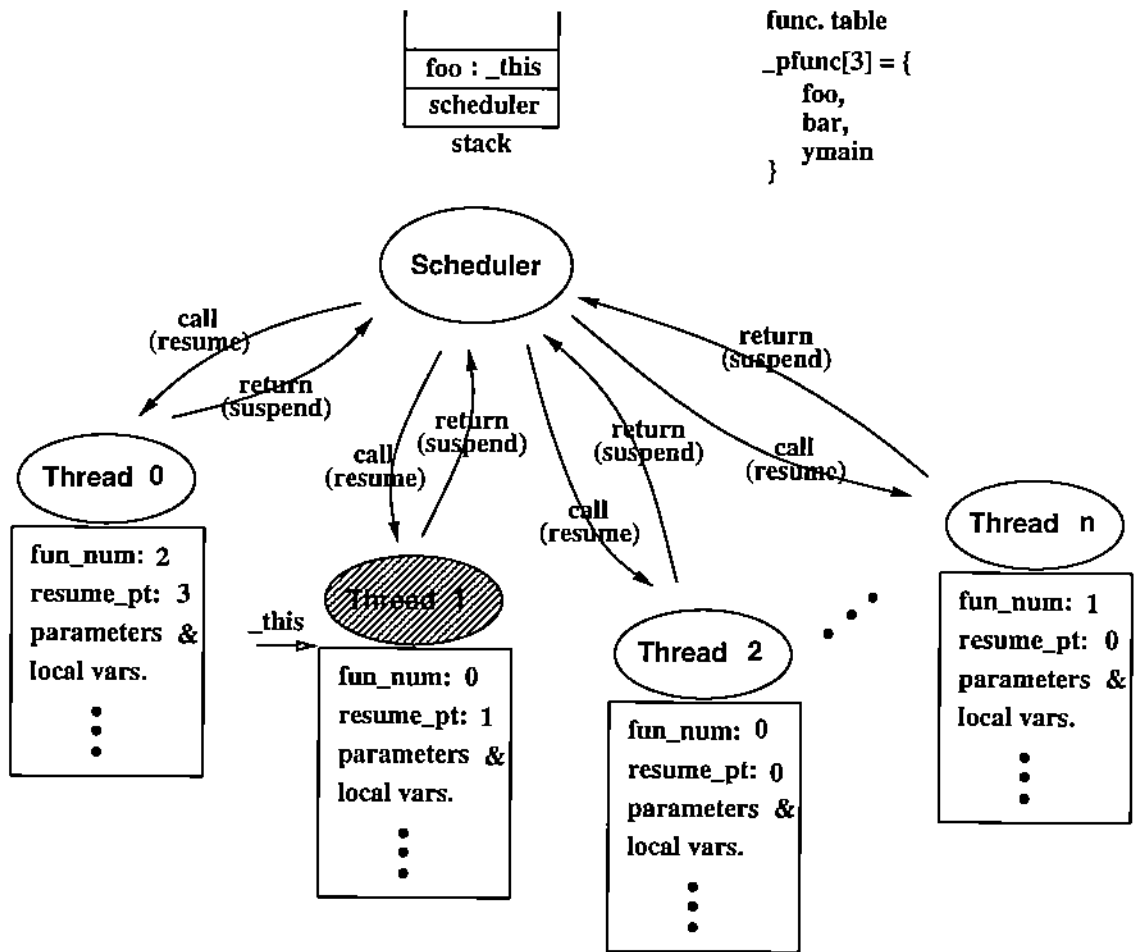 foo : _this
scheduler
stack
func. table
_pfunc[3] = {
foo,
bar,
ymain
}
Scheduler
call
(resume)
return
(suspend)
call
(resume)
return
(suspend)
call
(resume)
return
(suspend)
call
(resume)
return
(suspend)
Thread 0
fun_num: 2
resume_pt: 3
parameters &
local vars.
_this
Thread 1
fun_num: 0
resume_pt: 1
parameters &
local vars.
Thread 2
fun_num: 0
resume_pt: 0
parameters &
local vars.
Thread n
fun_num: 1
resume_pt: 0
parameters &
local vars.